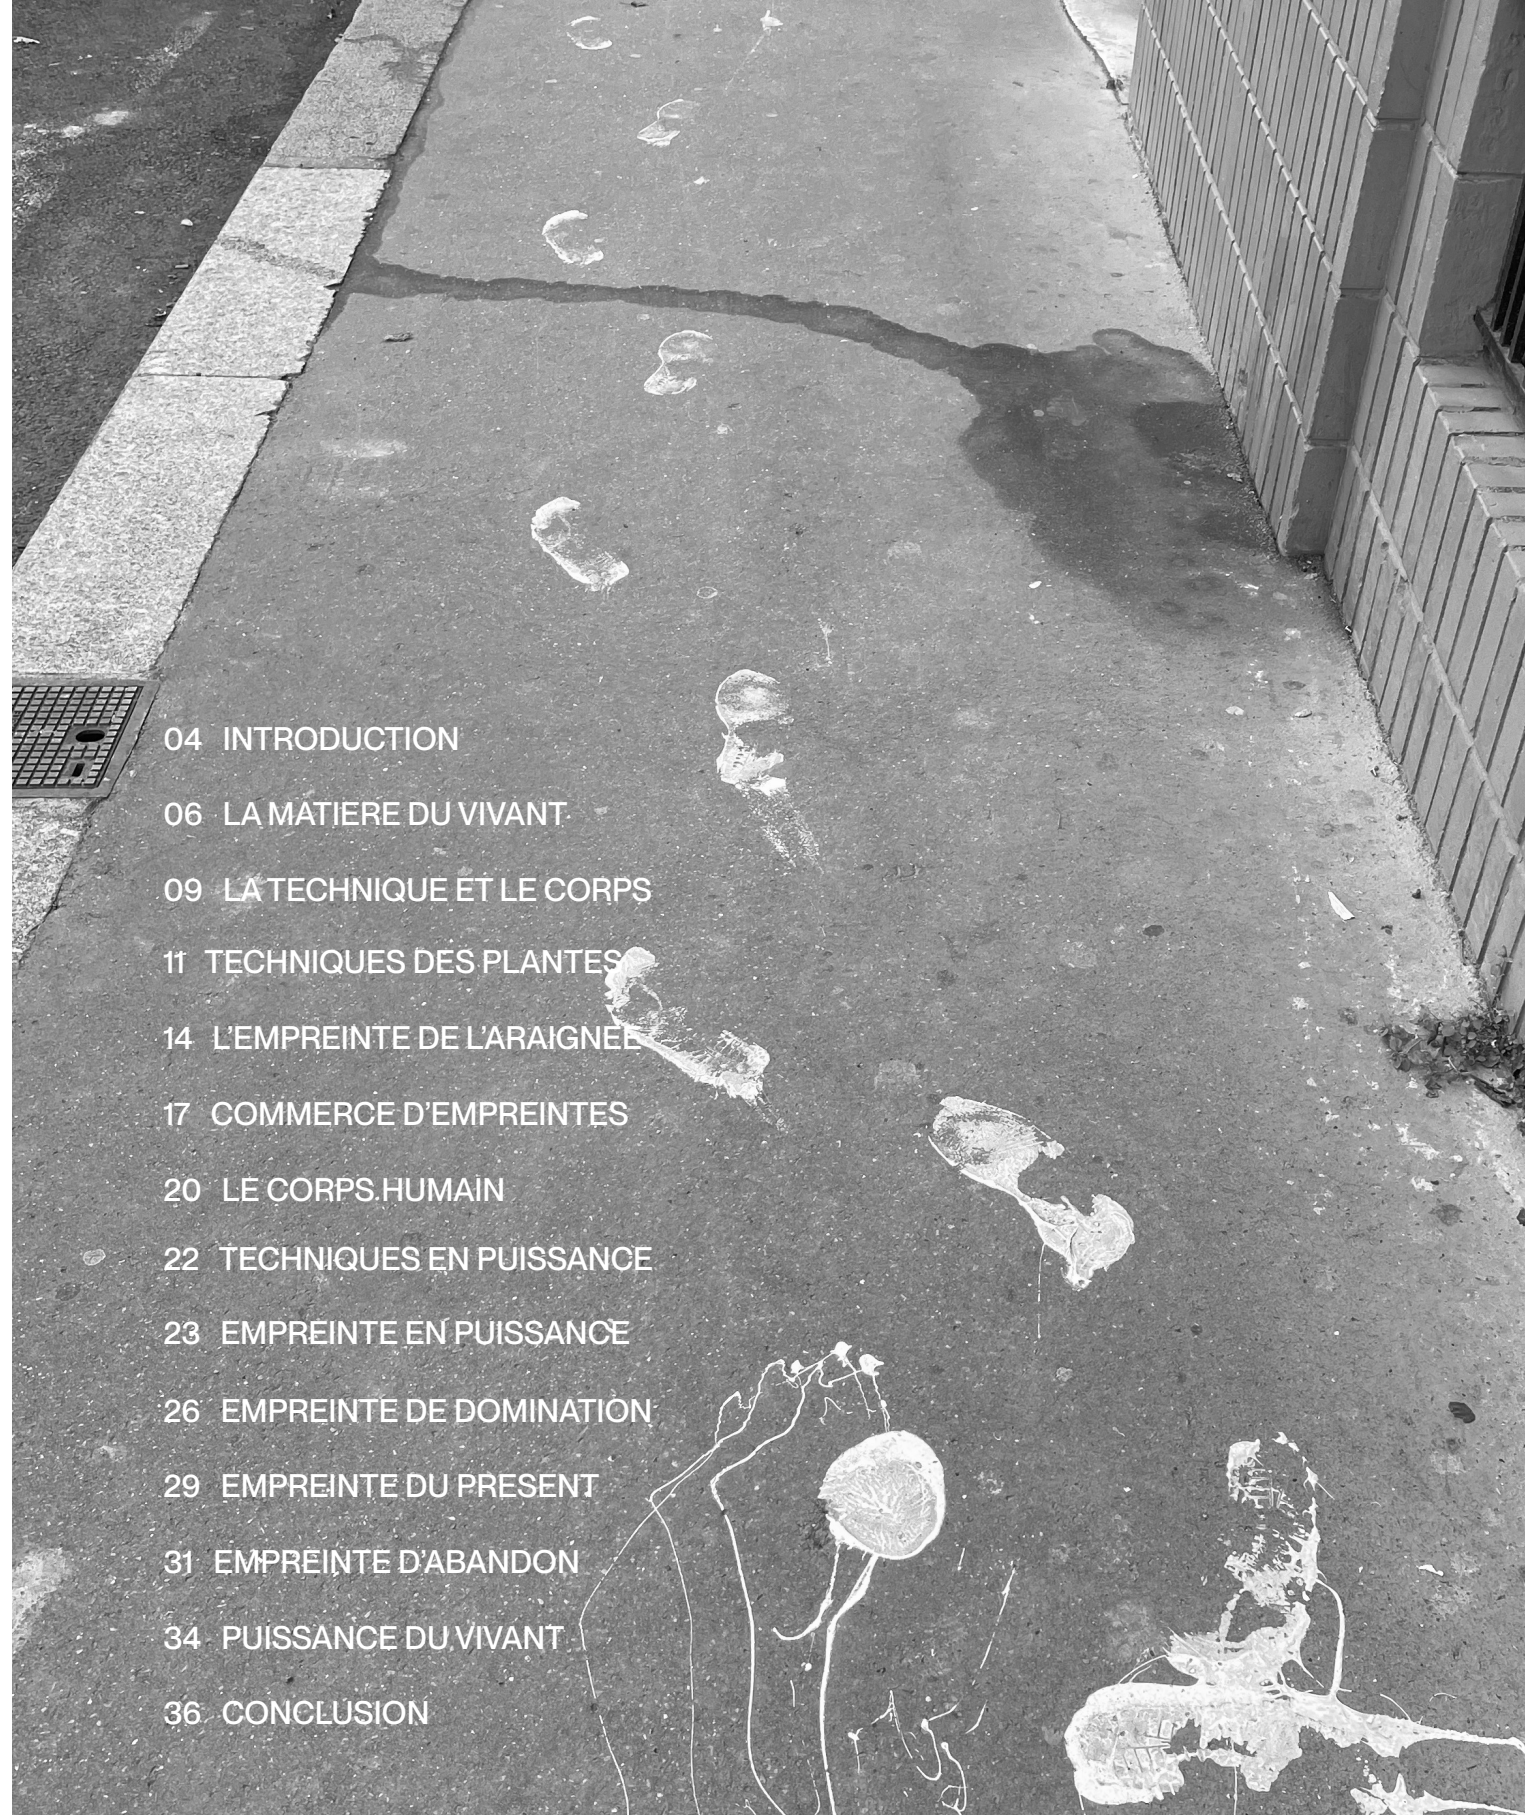 04 INTRODUCTION
06 LA MATIERE DU VIVANT
09 LA TECHNIQUE ET LE CORPS
11 TECHNIQUES DES PLANTES
14 L’EMPREINTE DE L’ARAIGNEE
17 COMMERCE D’EMPREINTES
20 LE CORPS HUMAIN
22 TECHNIQUES EN PUISSANCE
23 EMPREINTE EN PUISSANCE
26 EMPREINTE DE DOMINATION
29 EMPREINTE DU PRESENT
31 EMPREINTE D’ABANDON
34 PUISSANCE DU VIVANT
36 CONCLUSION